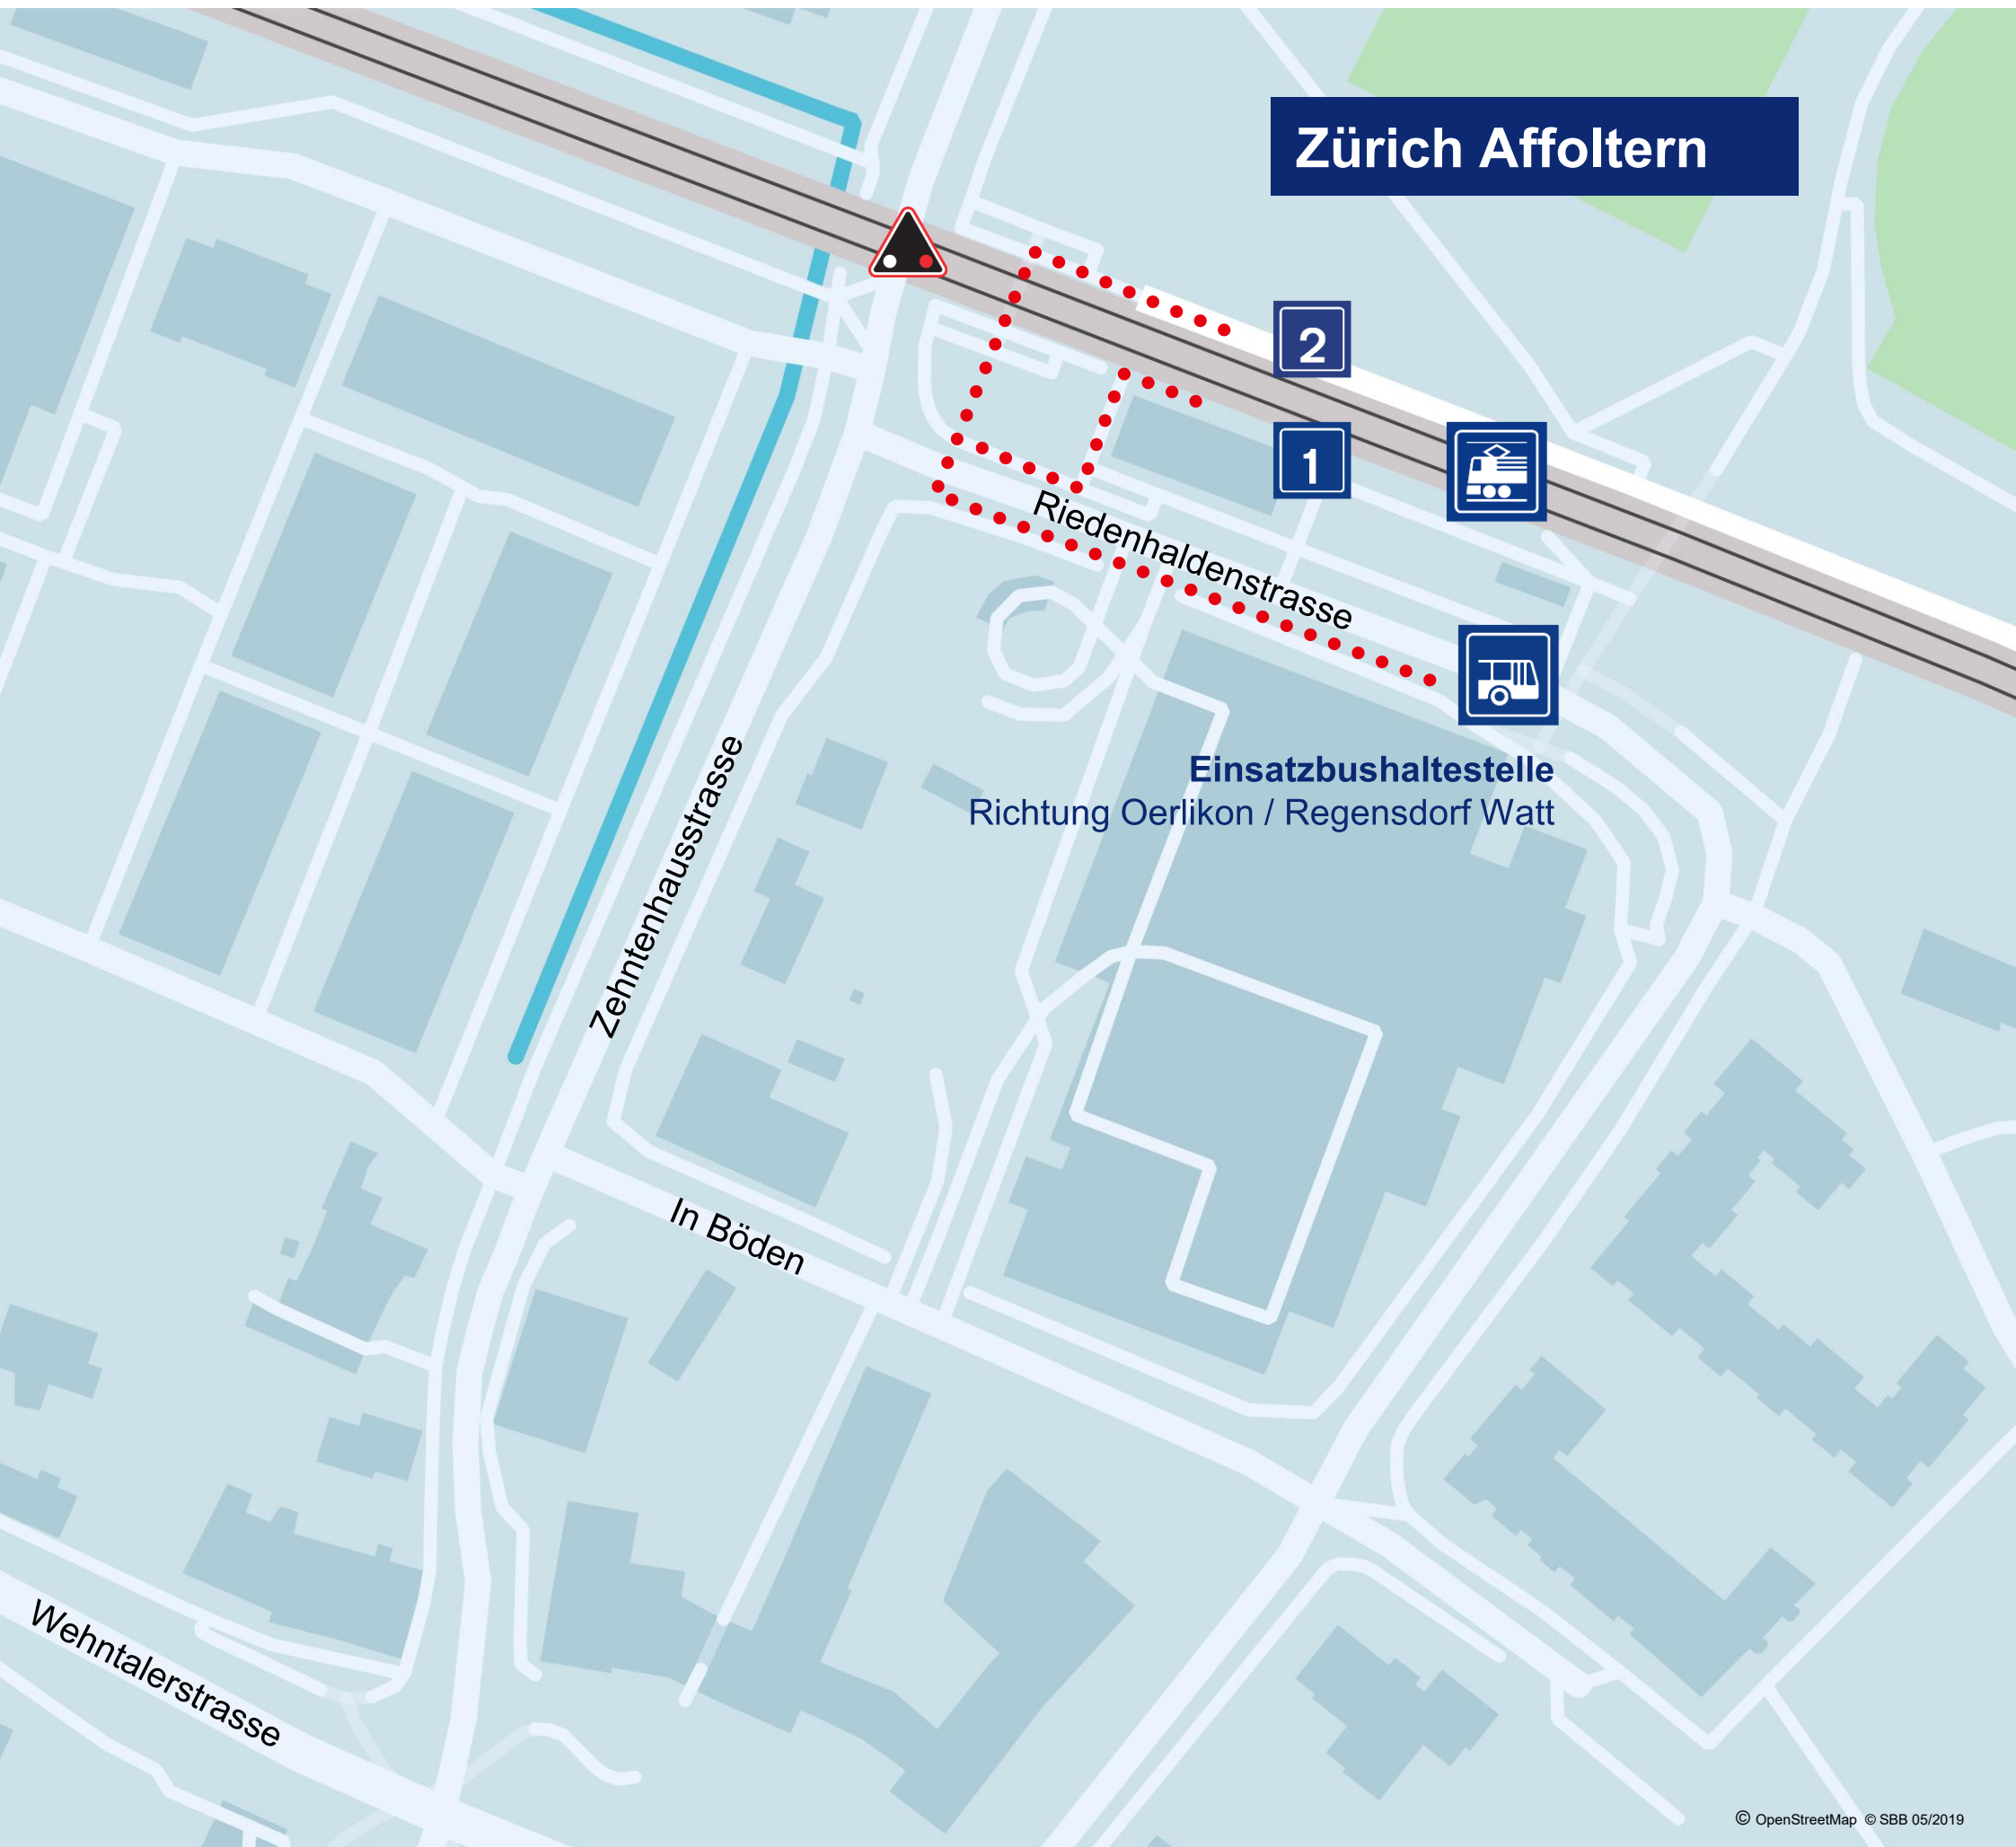 Zürich Affoltern
2
1
Riedenhaldenstrasse
Einsatzbushaltestelle
Richtung Oerlikon / Regensdorf Watt
Zehntenhausstrasse
In Böden
Wehntalerstrasse
© OpenStreetMap © SBB 05/2019